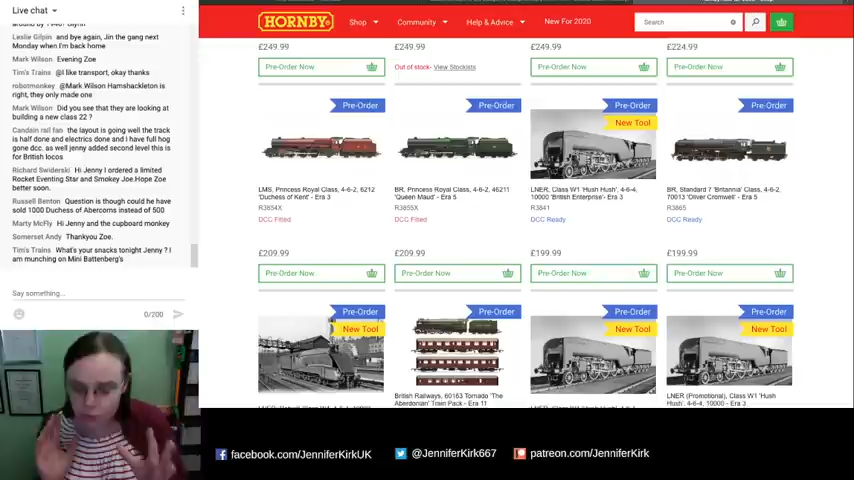 Live chat
Leslie Gilpin and bye again, Jin the gang next
Monday when I'm back home
Mark Wilson Evening Zoe
Tim's Trains @I like transport, okay thanks
robotmonkey @Mark Wilson Hamshackleton is
right, they only made one
Mark Wilson Did you see that they are looking at
building a new class 22 ?
Candain rail fan the layout is going well the track
is half done and electrics done and I have full hog
gone dcc. as well jenny added second level this is
for British locos
Richard Swiderski Hi Jenny I ordered a limited
Rocket Evening Star and Smokey Joe.Hope Zoe
better soon.
Russell Benton Question is though could he have
sold 1000 Duchess of Abercorns instead of 500
Marty McFly Hi Jenny and the cupboard monkey
Somerset Andy Thankyou Zoe.
Tim's Trains What's your snacks tonight Jenny ? I
am munching on Mini Battenberg's
Say something...
0/200
HORNBY
Shop
Community
Help & Advice
New For 2020
Search
£249.99
£249.99
£249.99
£224.99
Pre-Order Now
Out of stock- View Stockists
Pre-Order Now
Pre-Order Now
Pre-Order
Pre-Order
Pre-Order
Pre-Order
New Tool
LMS, Princess Royal Class, 4-6-2, 6212
'Duchess of Kent' - Era 3
R3854X
DCC Fitted
BR, Princess Royal Class, 4-6-2, 46211
'Queen Maud' - Era 5
R3855X
DCC Fitted
LNER, Class W1 'Hush Hush', 4-6-4,
10000 'British Enterprise'- Era 3
R3841
DCC Ready
BR, Standard 7 'Britannia' Class, 4-6-2,
70013 'Oliver Cromwell' - Era 5
R3865
DCC Ready
£209.99
£209.99
£199.99
£199.99
Pre-Order Now
Pre-Order Now
Pre-Order Now
Pre-Order Now
Pre-Order
Pre-Order
Pre-Order
Pre-Order
New Tool
New Tool
New Tool
British Railways, 60163 Tornado 'The
Aberdonian' Train Pack - Era 11
LNER (Promotional), Class W1 'Hush
Hush', 4-6-4, 10000 - Era 3
facebook.com/JenniferKirkUK
@JenniferKirk667
patreon.com/JenniferKirk